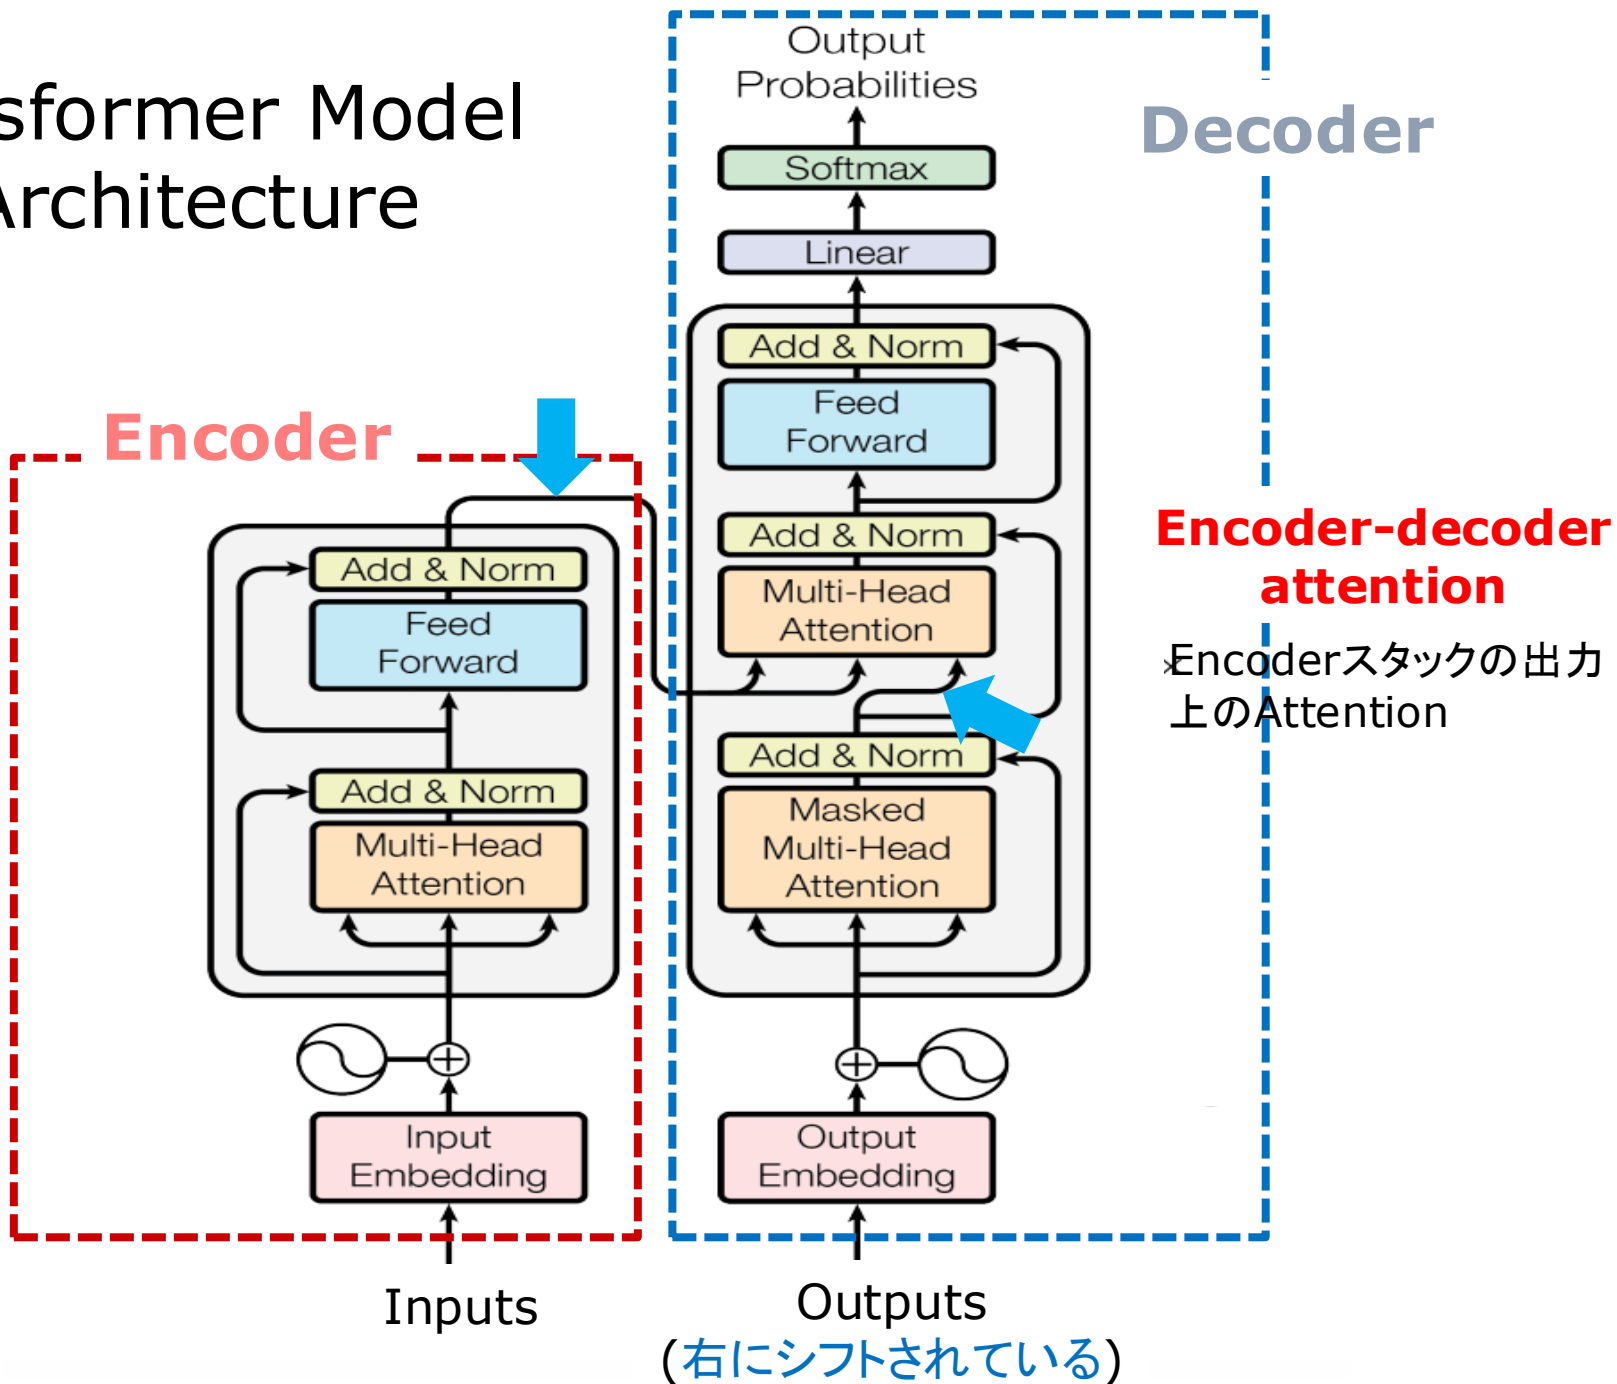 sformer Model
Architecture
Encoder
Add & Norm
Feed
Forward
Add & Norm
Multi-Head
Attention
Input
Embedding
Inputs
Decoder
Output
Probabilities
Softmax
Linear
Add & Norm
Feed
Forward
Add & Norm
Multi-Head
Attention
Add & Norm
Masked
Multi-Head
Attention
Output
Embedding
Outputs
(右にシフトされている)
Encoder-decoder
attention
Encoderスタックの出力
上のAttention